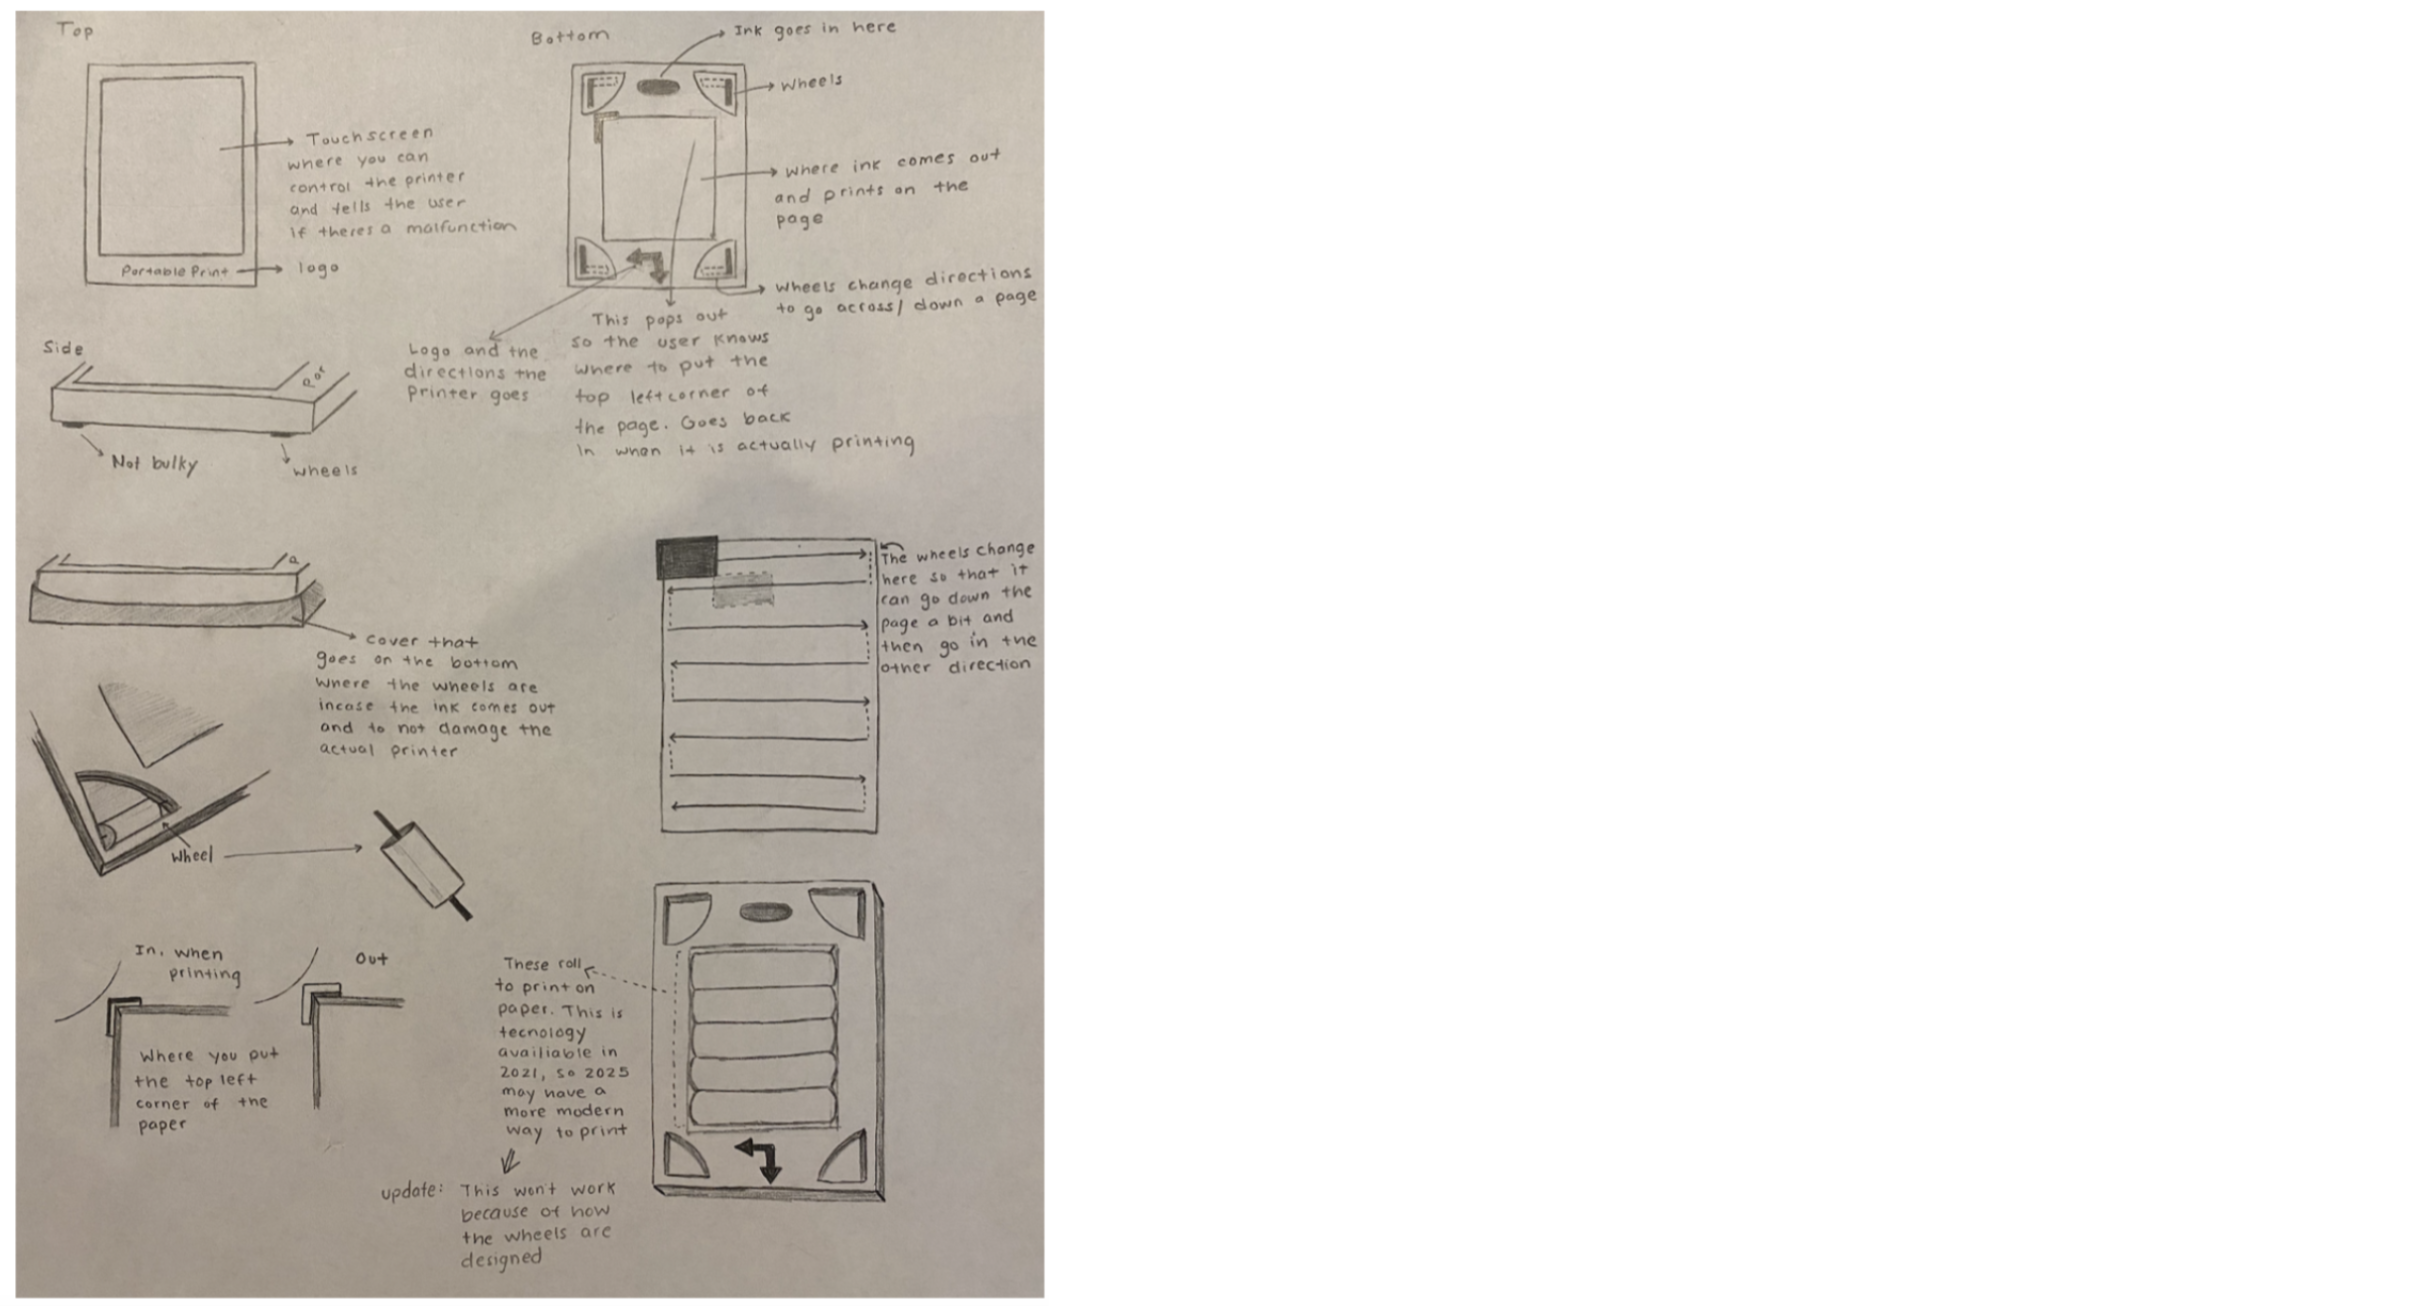 Top
Touchscreen
where you can
control the printer
and tells the user
if theres a malfunction
Portable Print
logo
Bottom
Ink goes in here
Wheels
Where ink comes out
and prints on the
page
Wheels change directions
to go across/ down a page
This pops out
so the user knows
where to put the
top left corner of
the page. Goes back
in when it is actually printing
Logo and the
directions the
printer goes
Side
Por
Not bulky
wheels
P
Cover that
goes on the bottom
where the wheels are
incase the ink comes out
and to not damage the
actual printer
The wheels change
here so that it
can go down the
page a bit and
then go in the
other direction
Wheel
In, when
printing
Out
Where you put
the top left
corner of the
paper
These roll
to print on
paper. This is
tecnology
availiable in
2021, so 2025
may have a
more modern
way to print
update: This won't work
because of how
the wheels are
designed